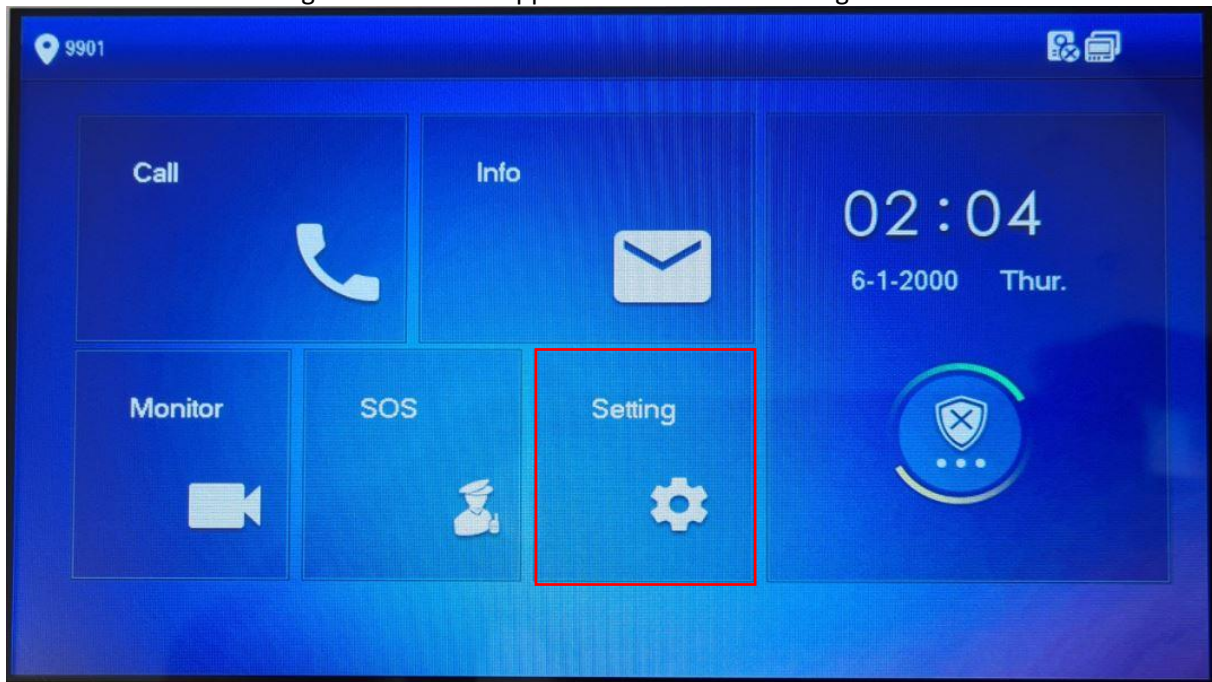 9901
Call
Info
02:04
6-1-2000 Thur.
Monitor
SOS
Setting